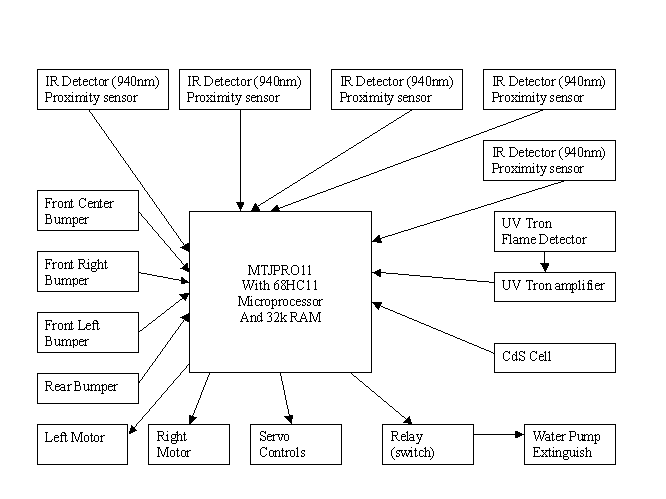 IR Detector (940nm)
Proximity sensor
IR Detector (940nm)
Proximity sensor
IR Detector (940nm)
Proximity sensor
IR Detector (940nm)
Proximity sensor
IR Detector (940nm)
Proximity sensor
Front Center
Bumper
UV Tron
Flame Detector
Front Right
Bumper
MTJPRO11
With 68HC11
Microprocessor
And 32k RAM
UV Tron amplifier
Front Left
Bumper
CdS Cell
Rear Bumper
Left Motor
Right
Motor
Servo
Controls
Relay
(switch)
Water Pump
Extinguish